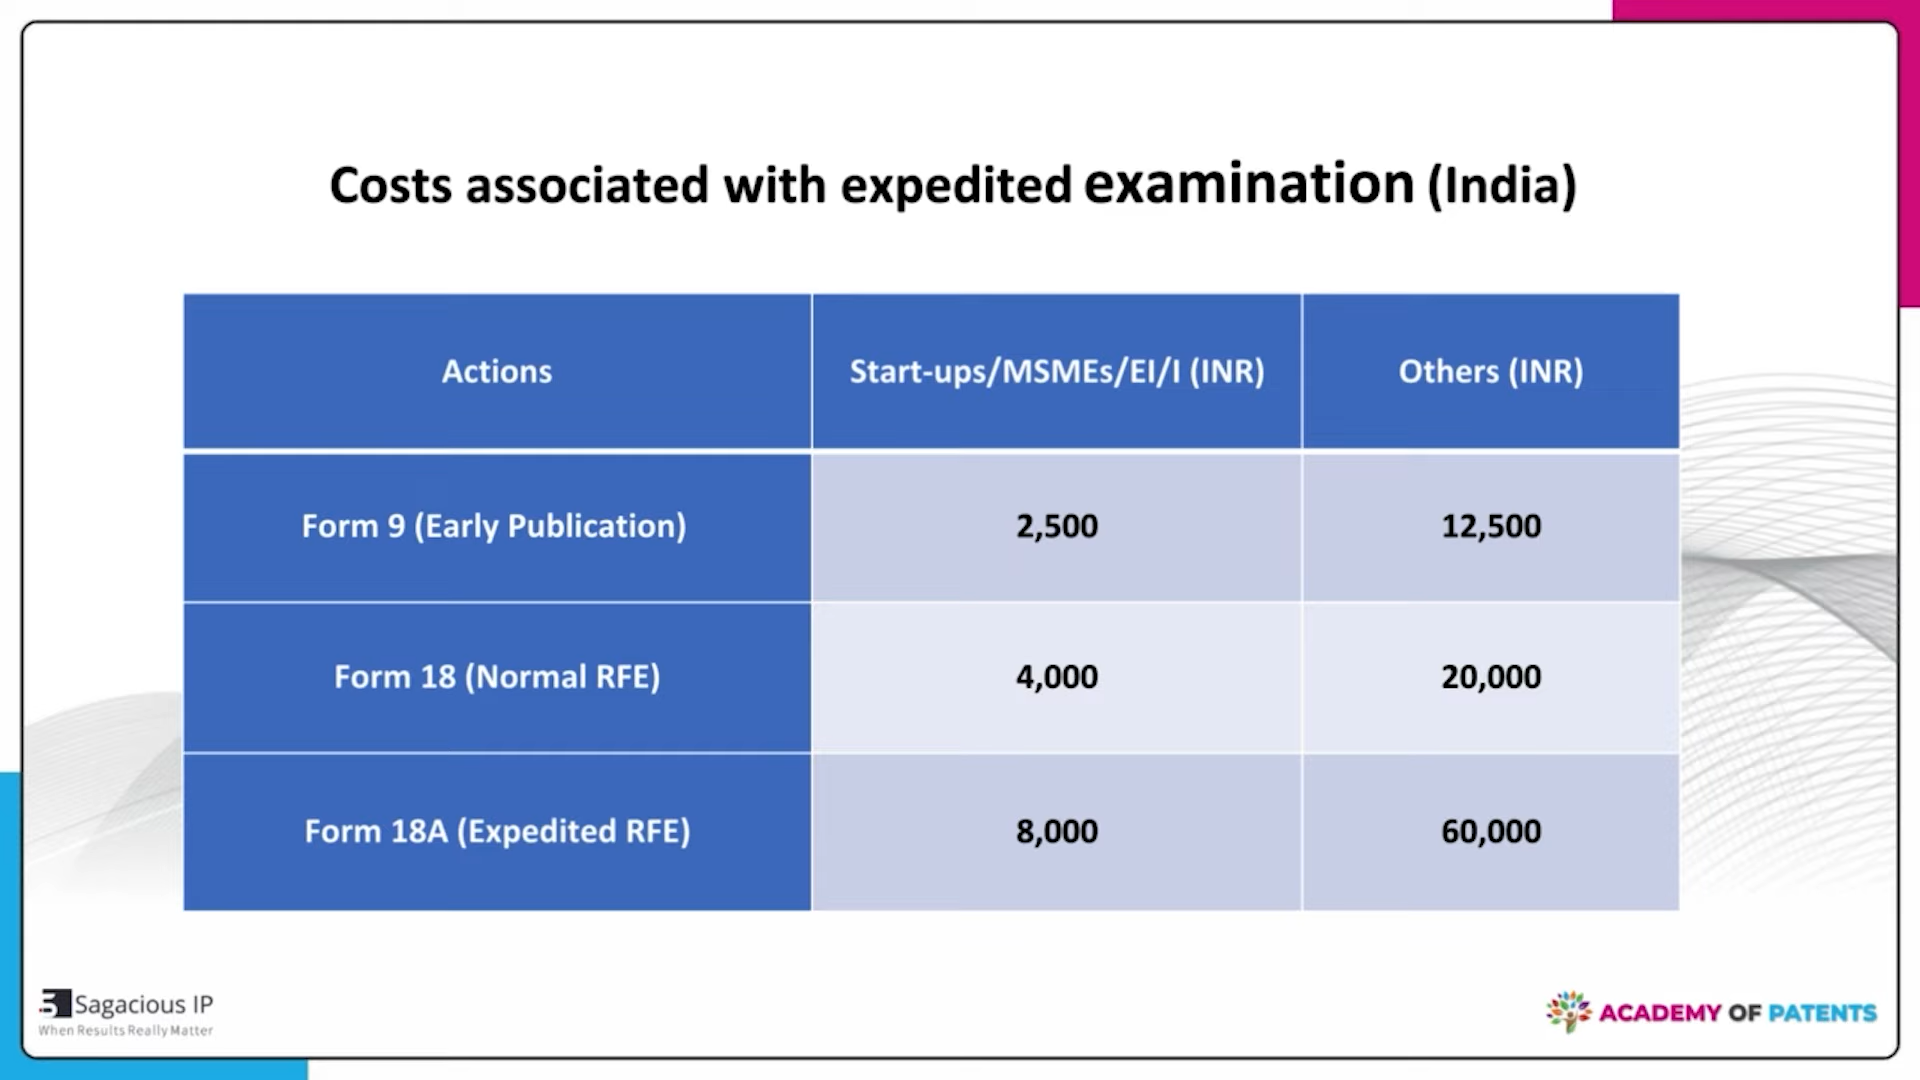 Costs associated with expedited examination (India)
Actions
Start-ups/MSMEs/EI/I (INR)
Others (INR)
Form 9 (Early Publication)
2,500
12,500
Form 18 (Normal RFE)
4,000
20,000
Form 18A (Expedited RFE)
8,000
60,000
Sagacious IP
When Results Really Matter
ACADEMY OF PATENTS